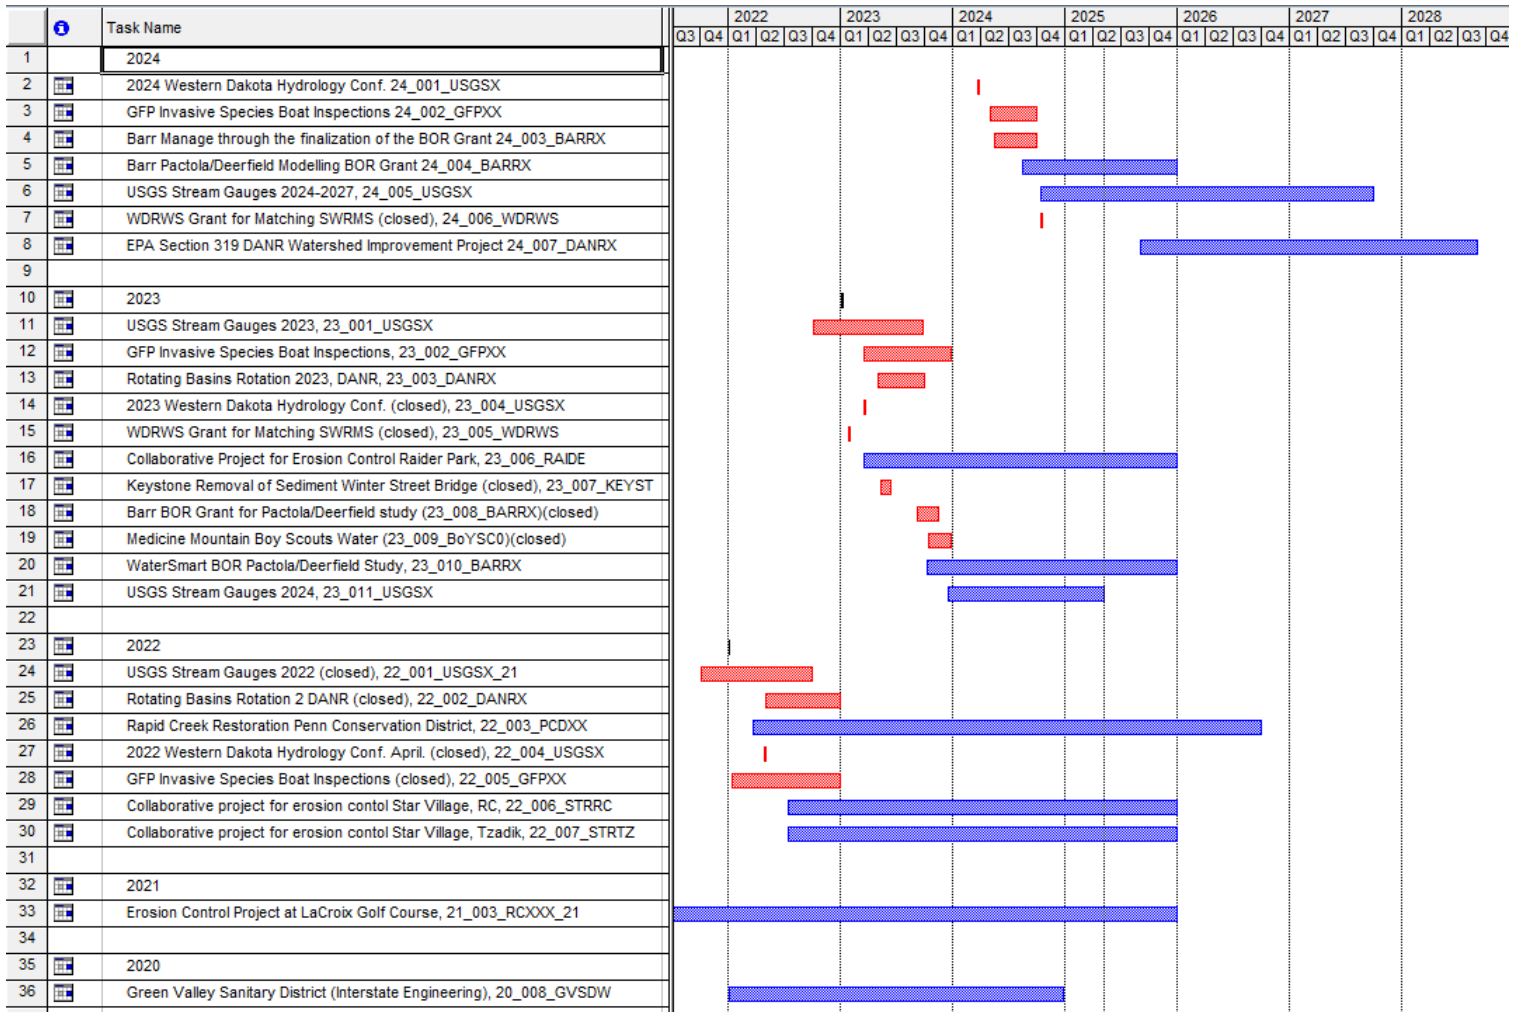 2022 2023 2024 2025 2026 2027 2028
Task Name
Q3 Q4 Q1 Q2 Q3 Q4 Q1 Q2 Q3 Q4 Q1 Q2 Q3 Q4 Q1 Q2 Q3 Q4 Q1 Q2 Q3 Q4 Q1 Q2 Q3 Q4 Q1 Q2 Q3 Q4
1 2024
2 2024 Western Dakota Hydrology Conf. 24_001_USGSX
3 GFP Invasive Species Boat Inspections 24_002_GFPXX
4 Barr Manage through the finalization of the BOR Grant 24_003_BARRX
5 Barr Pactola/Deerfield Modelling BOR Grant 24_004_BARRX
6 USGS Stream Gauges 2024-2027, 24_005_USGSX
7 WDRWS Grant for Matching SWRMS (closed), 24_006_WDRWS
8 EPA Section 319 DANR Watershed Improvement Project 24_007_DANRX
9
10 2023
11 USGS Stream Gauges 2023, 23_001_USGSX
12 GFP Invasive Species Boat Inspections, 23_002_GFPXX
13 Rotating Basins Rotation 2023, DANR, 23_003_DANRX
14 2023 Western Dakota Hydrology Conf. (closed), 23_004_USGSX
15 WDRWS Grant for Matching SWRMS (closed), 23_005_WDRWS
16 Collaborative Project for Erosion Control Raider Park, 23_006_RAIDE
17 Keystone Removal of Sediment Winter Street Bridge (closed), 23_007_KEYST
18 Barr BOR Grant for Pactola/Deerfield study (23_008_BARRX)(closed)
19 Medicine Mountain Boy Scouts Water (23_009_BoYSC0)(closed)
20 WaterSmart BOR Pactola/Deerfield Study, 23_010_BARRX
21 USGS Stream Gauges 2024, 23_011_USGSX
22
23 2022
24 USGS Stream Gauges 2022 (closed), 22_001_USGSX_21
25 Rotating Basins Rotation 2 DANR (closed), 22_002_DANRX
26 Rapid Creek Restoration Penn Conservation District, 22_003_PCDXX
27 2022 Western Dakota Hydrology Conf. April. (closed), 22_004_USGSX
28 GFP Invasive Species Boat Inspections (closed), 22_005_GFPXX
29 Collaborative project for erosion contol Star Village, RC, 22_006_STRRC
30 Collaborative project for erosion contol Star Village, Tzadik, 22_007_STRTZ
31
32 2021
33 Erosion Control Project at LaCroix Golf Course, 21_003_RCXXX_21
34
35 2020
36 Green Valley Sanitary District (Interstate Engineering), 20_008_GVSDW